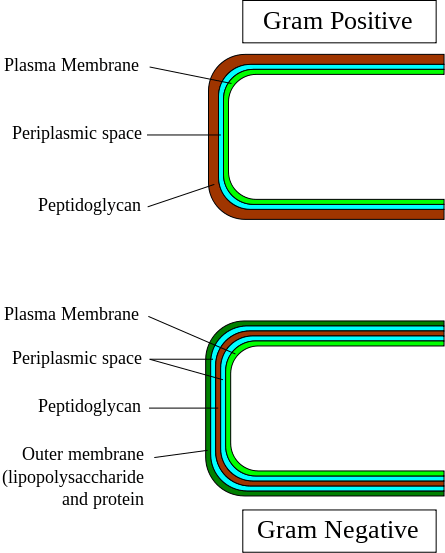 Gram Positive
Plasma Membrane
Periplasmic space
Peptidoglycan
Plasma Membrane
Periplasmic space
Peptidoglycan
Outer membrane
(lipopolysaccharide
and protein
Gram Negative